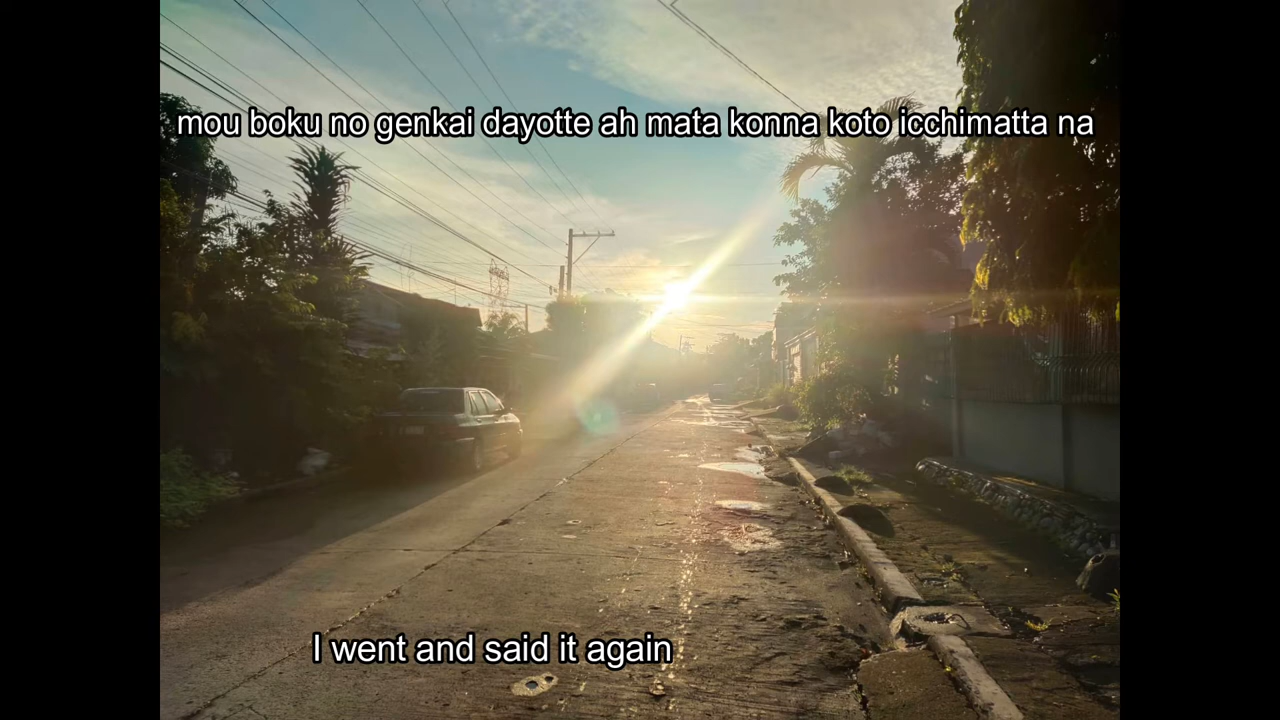 mou boku no genkai dayotte ah mata konna koto icchimatta na
I went and said it again